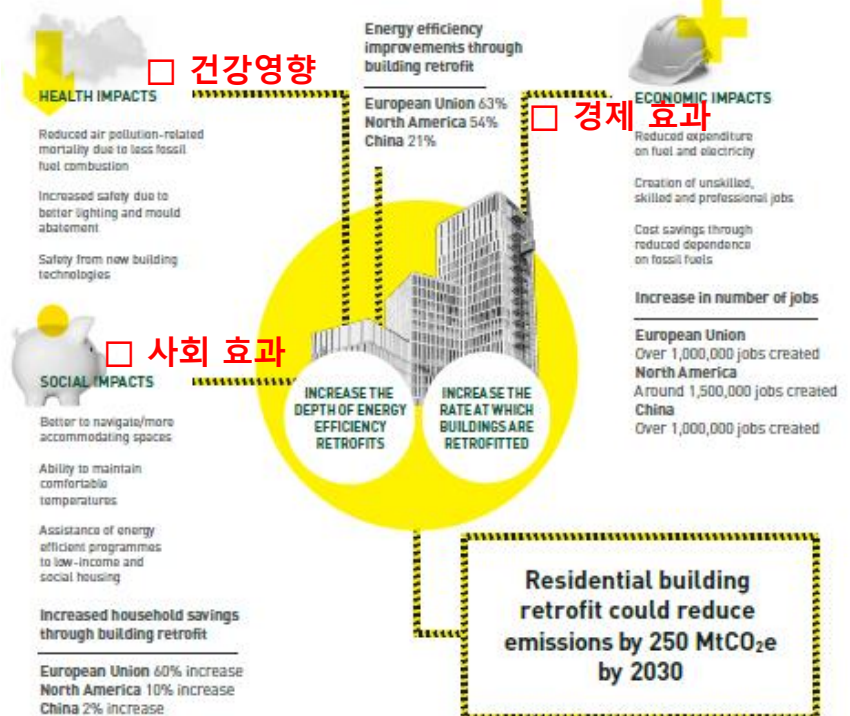 Energy efficiency
improvements through
building retrofit
European Union 63%
North America 54%
China 21%
□ 건강영향
HEALTH IMPACTS
Reduced air pollution-related
mortality due to less fossil
fuel combustion
Increased safety due to
better lighting and mould
abatement
Safety from new building
technologies
□ 경제 효과
ECONOMIC IMPACTS
Reduced expenditure
on fuel and electricity
Creation of unskilled,
skilled and professional jobs
Cost savings through
reduced dependence
on fossil fuels
Increase in number of jobs
European Union
Over 1,000,000 jobs created
North America
Around 1,500,000 jobs created
China
Over 1,000,000 jobs created
□ 사회 효과
SOCIAL IMPACTS
Better to navigate/more
accommodating spaces
Ability to maintain
comfortable
temperatures
Assistance of energy
efficient programmes
to low-income and
social housing
Increased household savings
through building retrofit
European Union 60% increase
North America 10% increase
China 2% increase
INCREASE THE
DEPTH OF ENERGY
EFFICIENCY
RETROFITS
INCREASE THE
RATE AT WHICH
BUILDINGS ARE
RETROFITTED
Residential building
retrofit could reduce
emissions by 250 MtCO₂e
by 2030